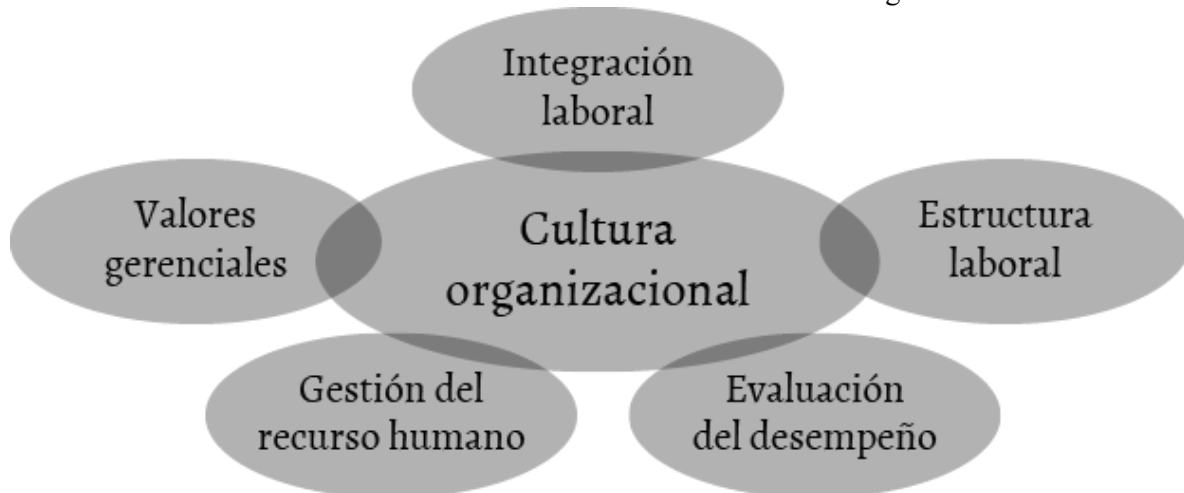 Integración
laboral
Valores
gerenciales
Cultura
organizacional
Estructura
laboral
Gestión del
recurso humano
Evaluación
del desempeño